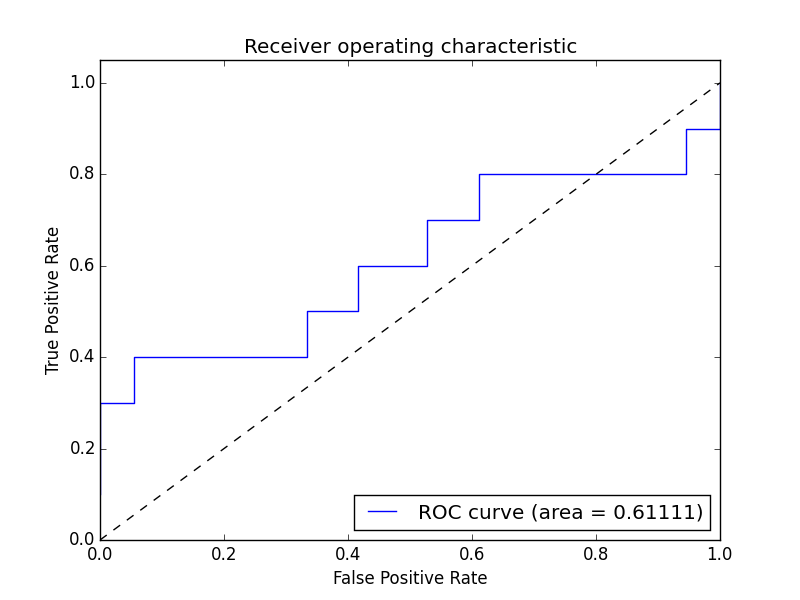 Receiver operating characteristic
1.0
0.8
0.6
0.4
0.2
0.0
True Positive Rate
ROC curve (area = 0.61111)
0.0 0.2 0.4 0.6 0.8 1.0
False Positive Rate